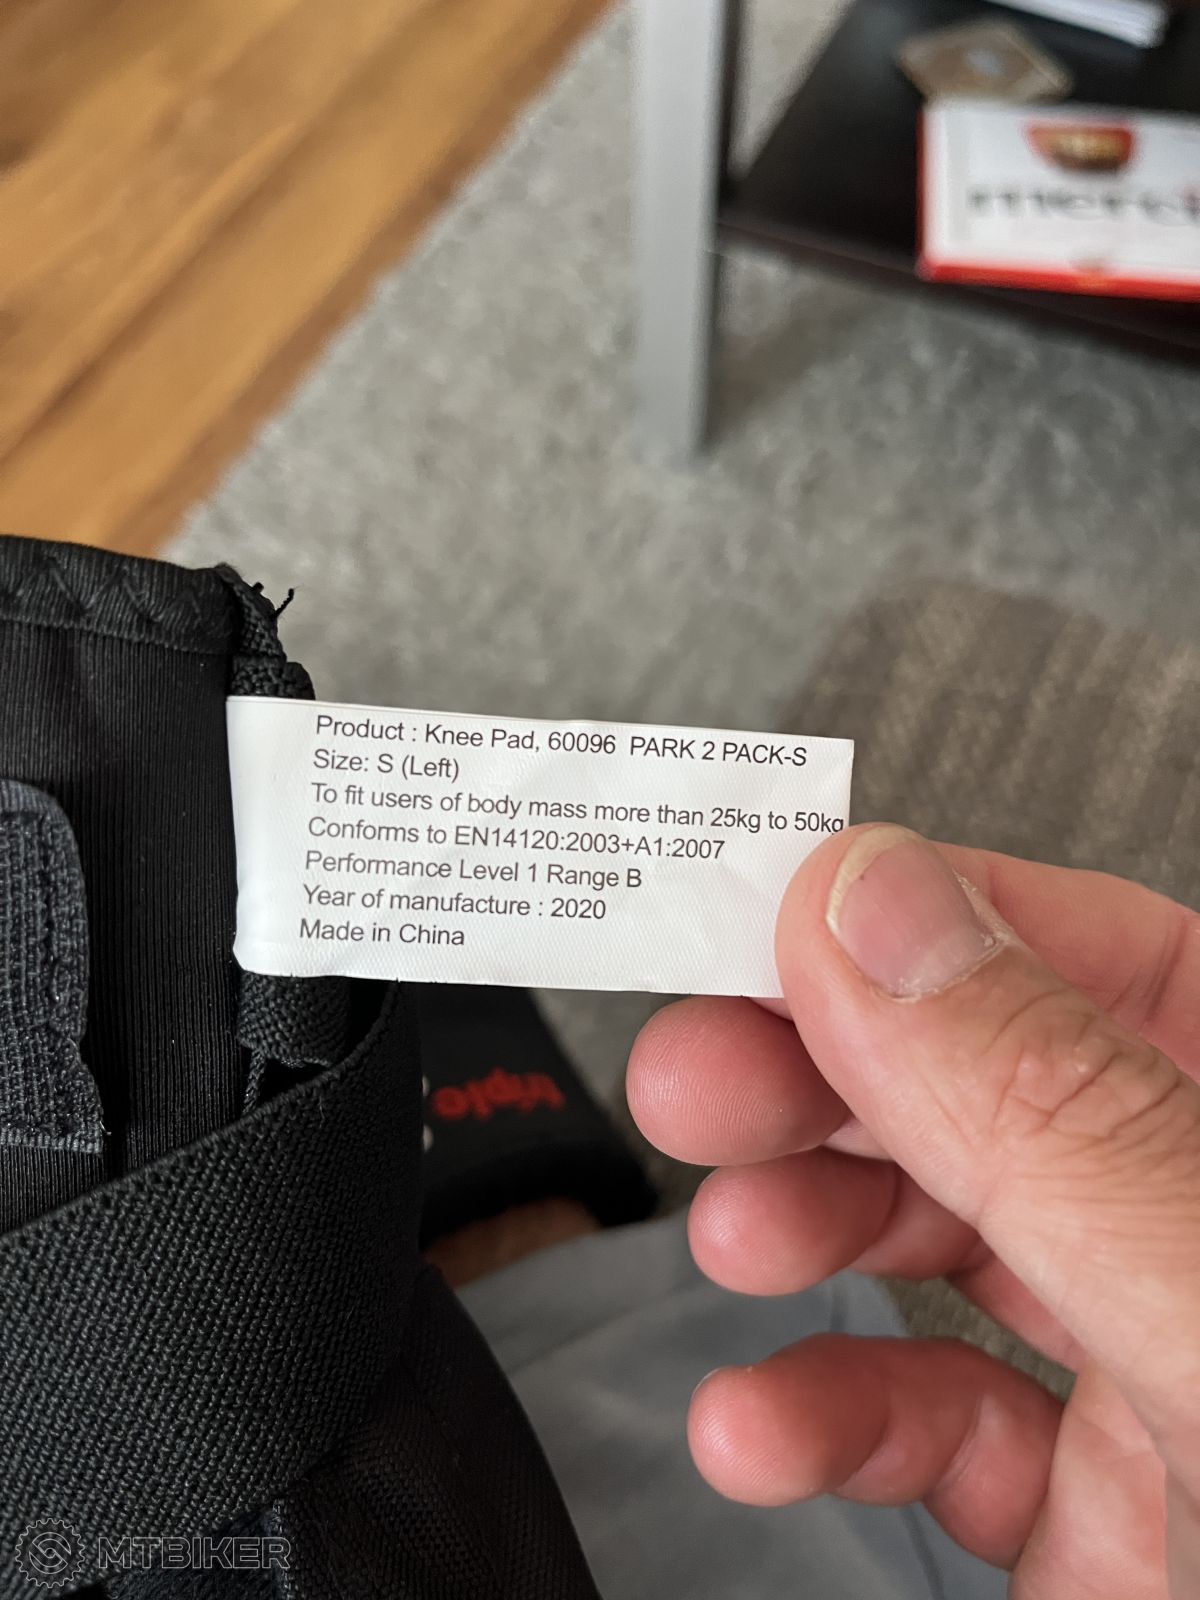 merci
Product : Knee Pad, 60096 PARK 2 PACK-S
Size: S (Left)
To fit users of body mass more than 25kg to 50kg
Conforms to EN14120:2003+A1:2007
Performance Level 1 Range B
Year of manufacture : 2020
Made in China
triple
MTBIKER